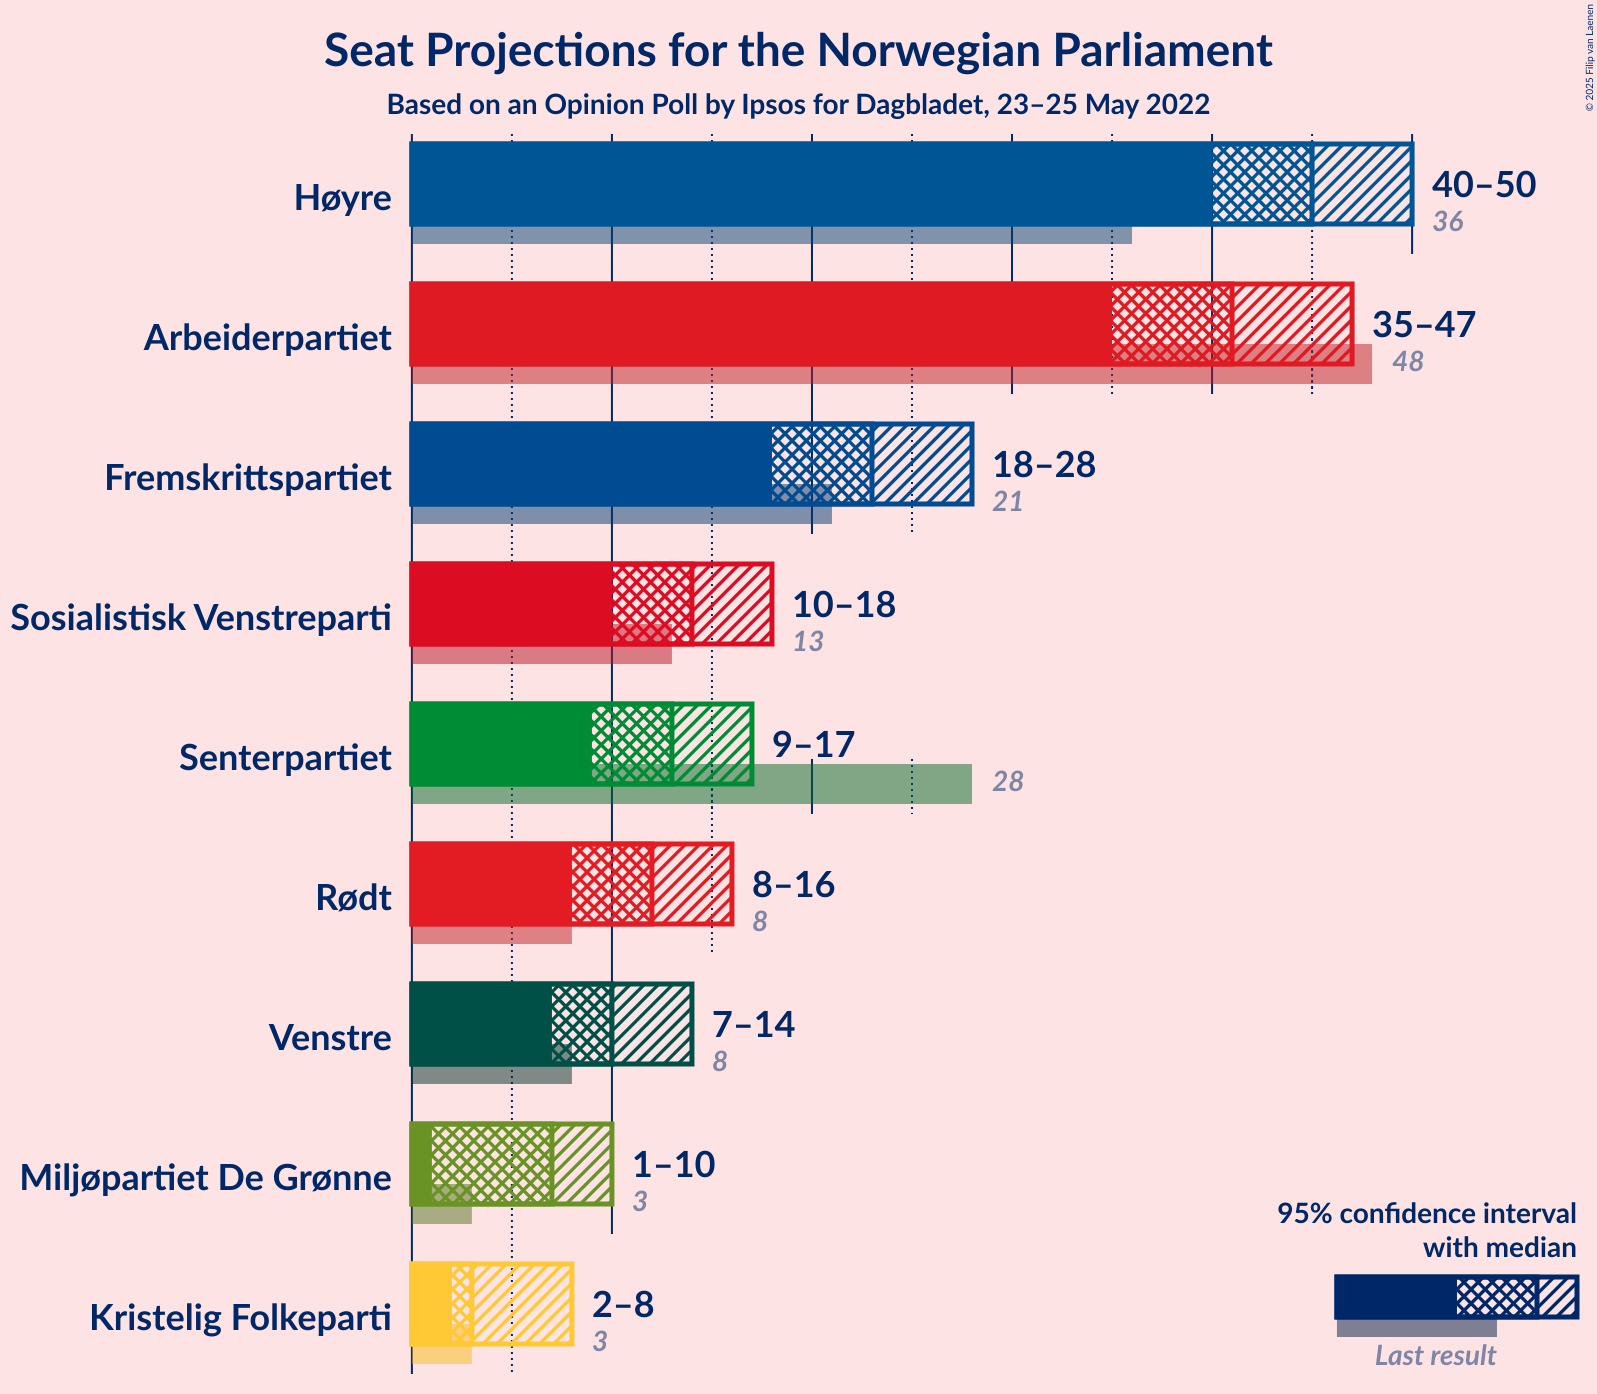 Seat Projections for the Norwegian Parliament
Based on an Opinion Poll by Ipsos for Dagbladet, 23–25 May 2022
© 2025 Filip van Laenen
Høyre
40–50
36
Arbeiderpartiet
35–47
48
Fremskrittspartiet
18–28
21
Sosialistisk Venstreparti
10–18
13
Senterpartiet
9–17
28
Rødt
8–16
8
Venstre
7–14
8
Miljøpartiet De Grønne
1–10
3
Kristelig Folkeparti
2–8
3
95% confidence interval
with median
Last result